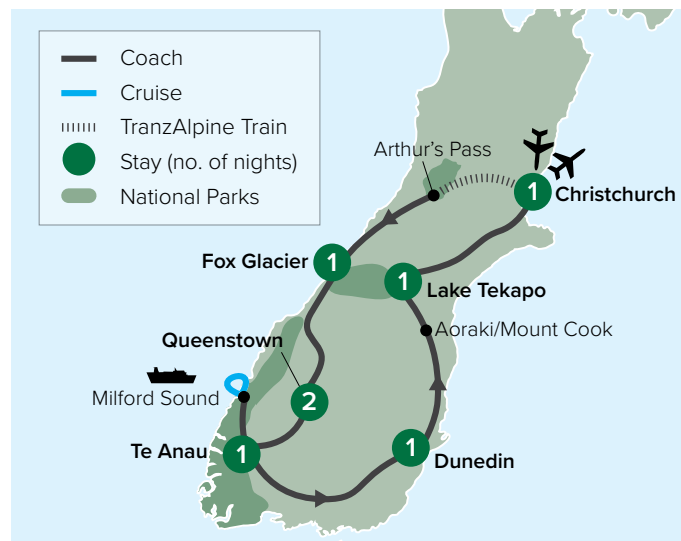 Coach
Cruise
TranzAlpine Train
Stay (no. of nights)
National Parks
Arthur's Pass
1
Christchurch
Fox Glacier
1
1
Lake Tekapo
Aoraki/Mount Cook
Queenstown
2
Milford Sound
Te Anau
1
1
Dunedin